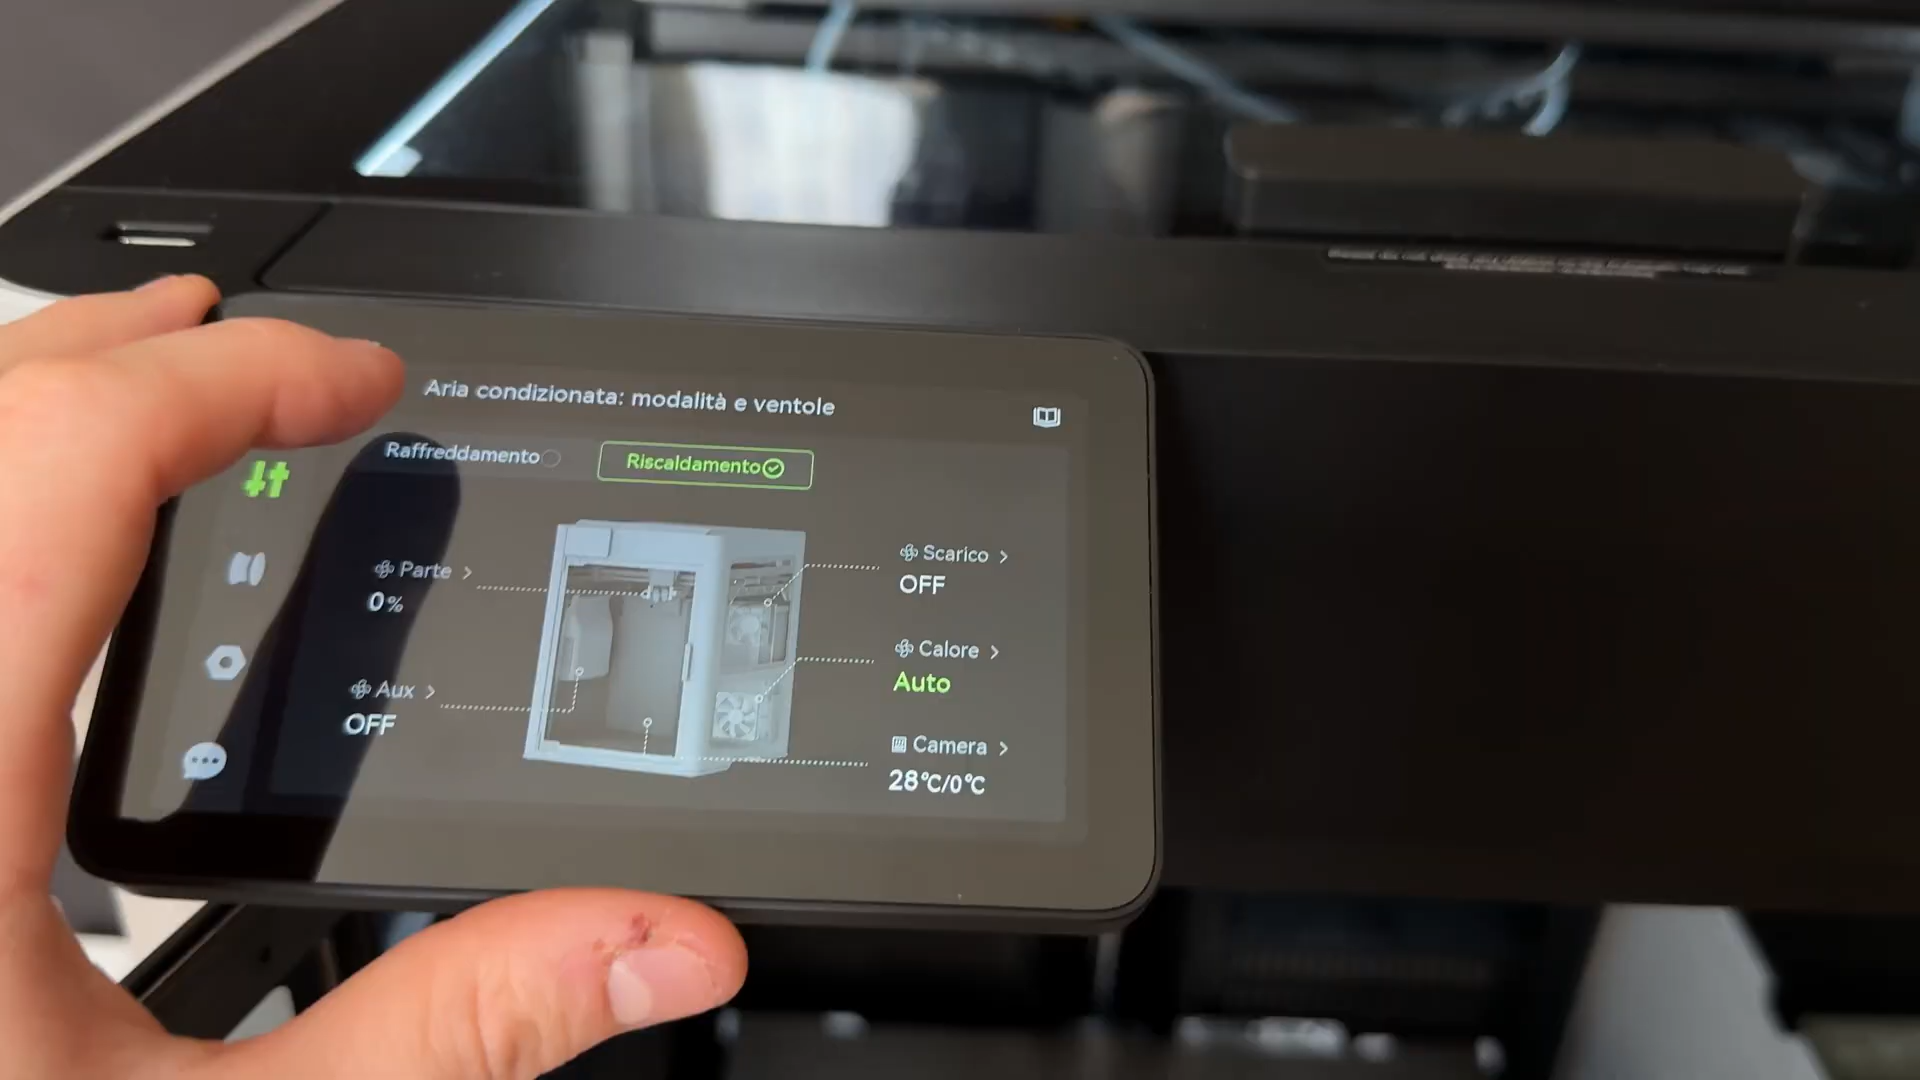 Aria condizionata: modalità e ventole
Raffreddamento
Riscaldamento
Parte >
0%
Aux >
OFF
Scarico >
OFF
Calore >
Auto
Camera >
28°C/0°C